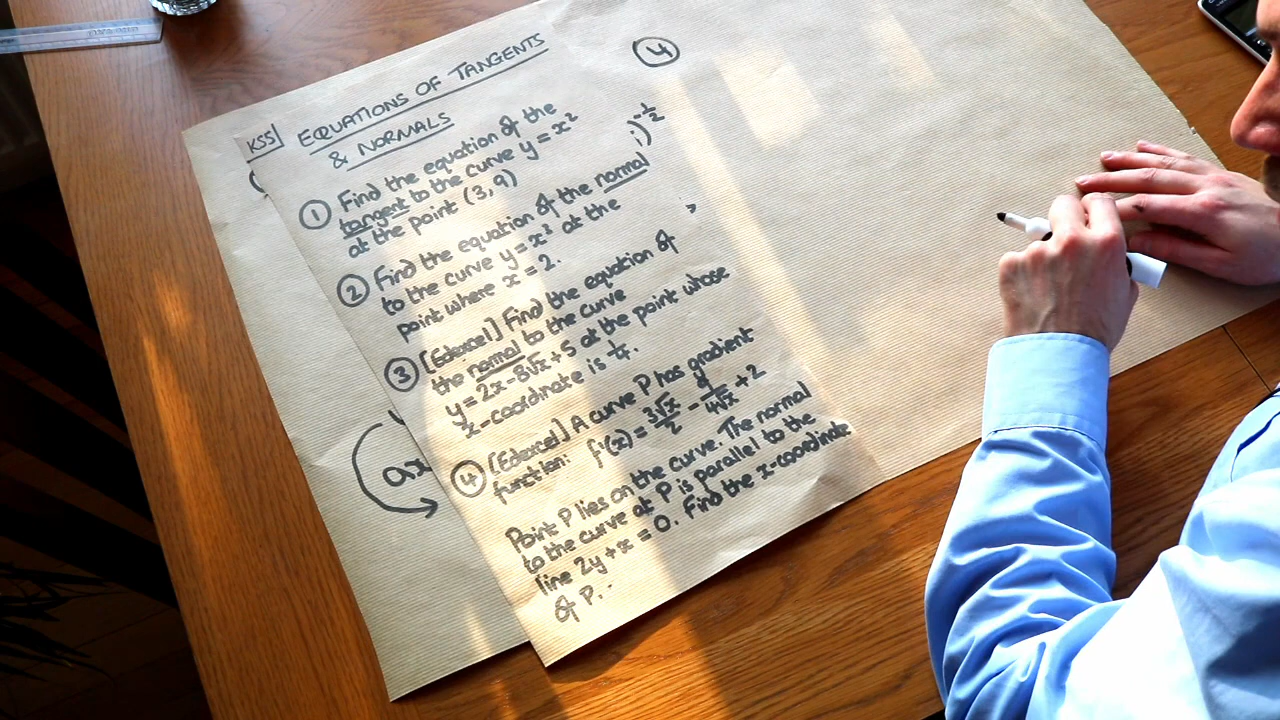 KS5
EQUATIONS OF TANGENTS
& NORMALS
① Find the equation of the
tangent to the curve y = x²
at the point (3,9)
② Find the equation of the normal
to the curve y = x² at the
point where x = 2.
③ [Edexcel] Find the equation of
the normal to the curve
y = 2x - 8√x + 5 at the point whose
x-coordinate is ¼.
④ [Edexcel] A curve P has gradient
function: f'(x) = 3√x/2 - 9/4√x + 2
Point P lies on the curve. The normal
to the curve at P is parallel to the
line 2y + x = 0. Find the x-coordinate
of P.
④
)^-½
ax